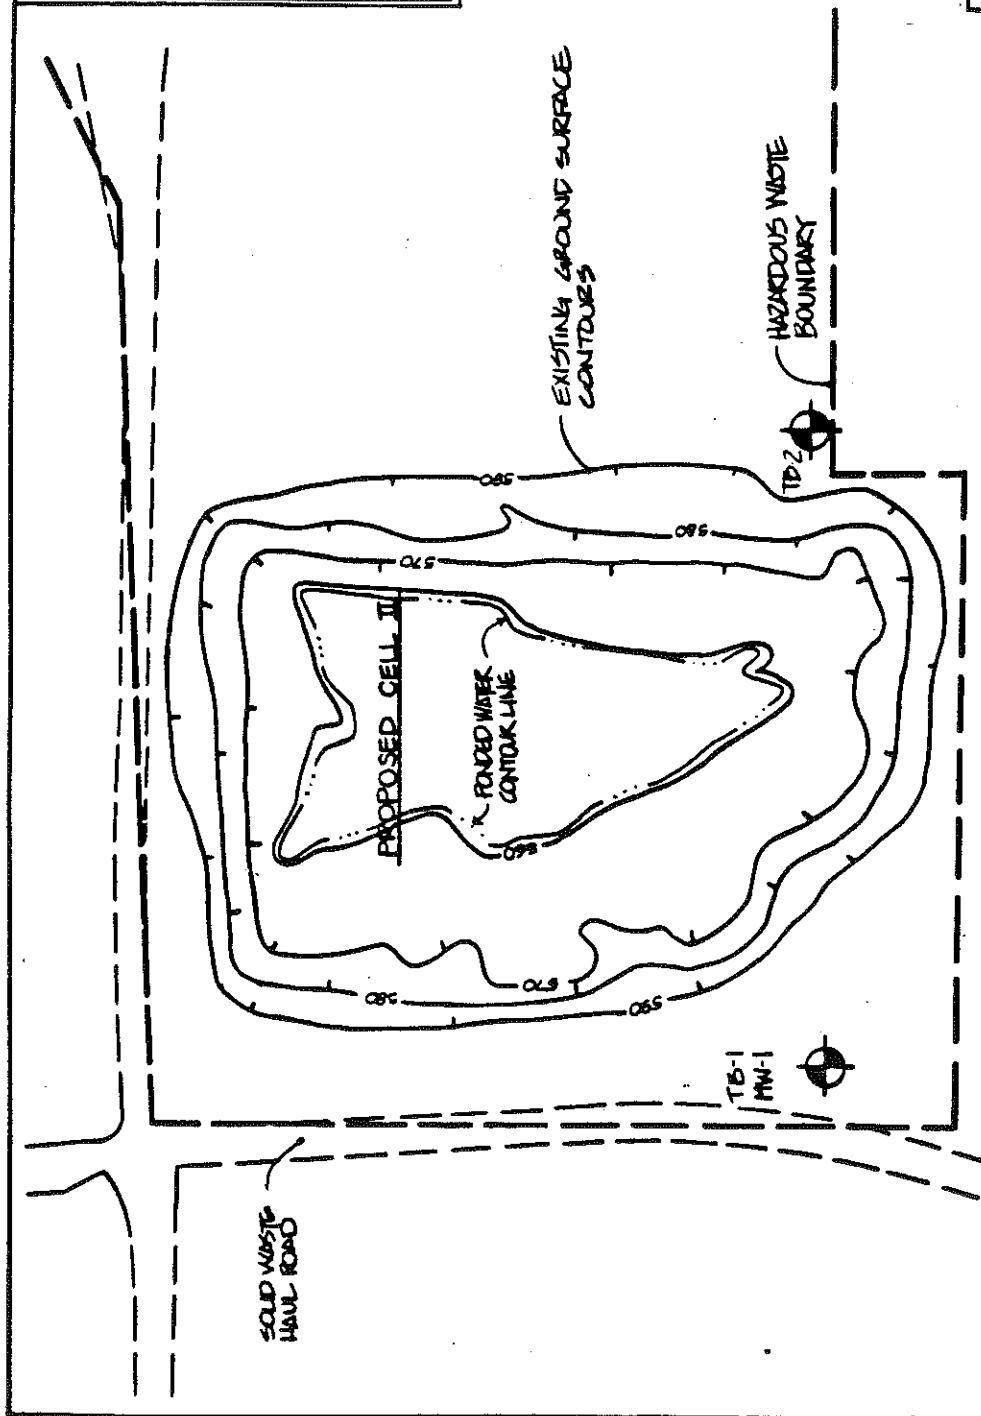 SOLID WASTE
HAUL ROAD
580
PROPOSED CELL II
570
PONDED WATER
CONTOUR LINE
590
560
570
EXISTING GROUND SURFACE
CONTOURS
590
580
TB-1
MW-1
TB-2
HAZARDOUS WASTE
BOUNDARY